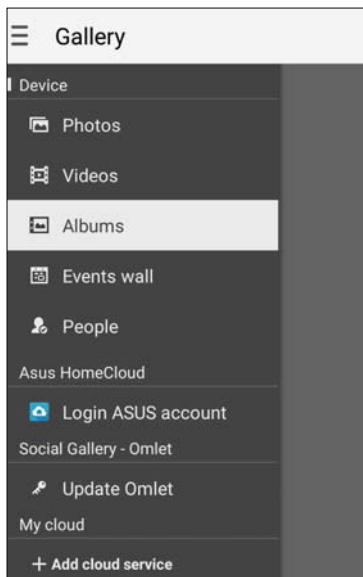 Gallery
Device
Photos
Videos
Albums
Events wall
People
Asus HomeCloud
Login ASUS account
Social Gallery - Omlet
Update Omlet
My cloud
+ Add cloud service